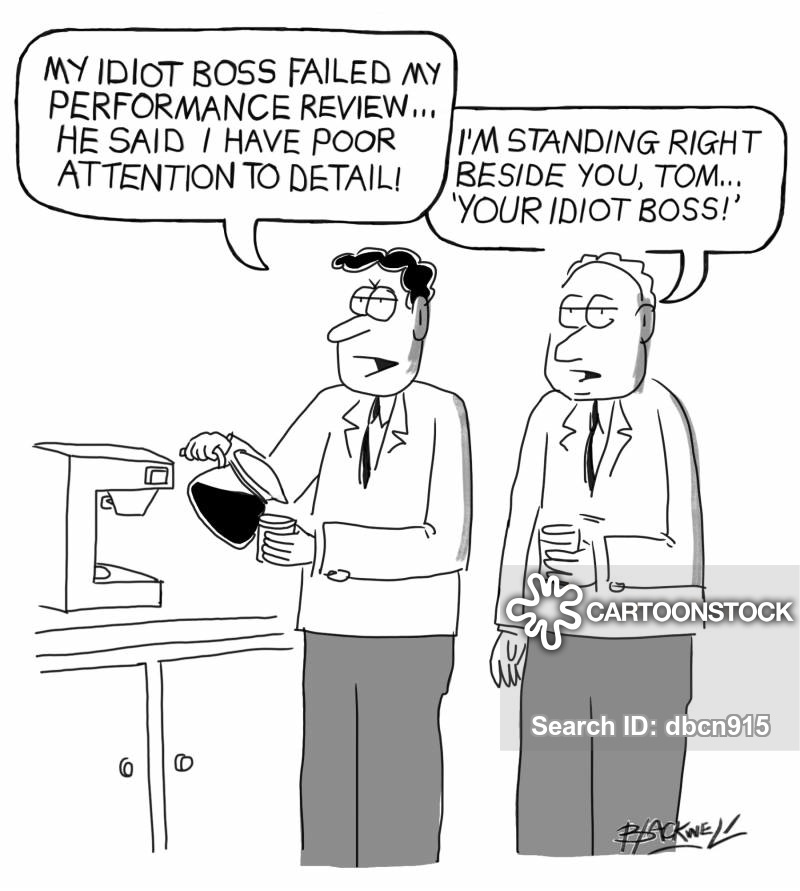 MY IDIOT BOSS FAILED MY
PERFORMANCE REVIEW...
HE SAID I HAVE POOR
ATTENTION TO DETAIL!
I'M STANDING RIGHT
BESIDE YOU, TOM...
'YOUR IDIOT BOSS!'
CARTOONSTOCK
Search ID: dbcn915
BLACKWELL